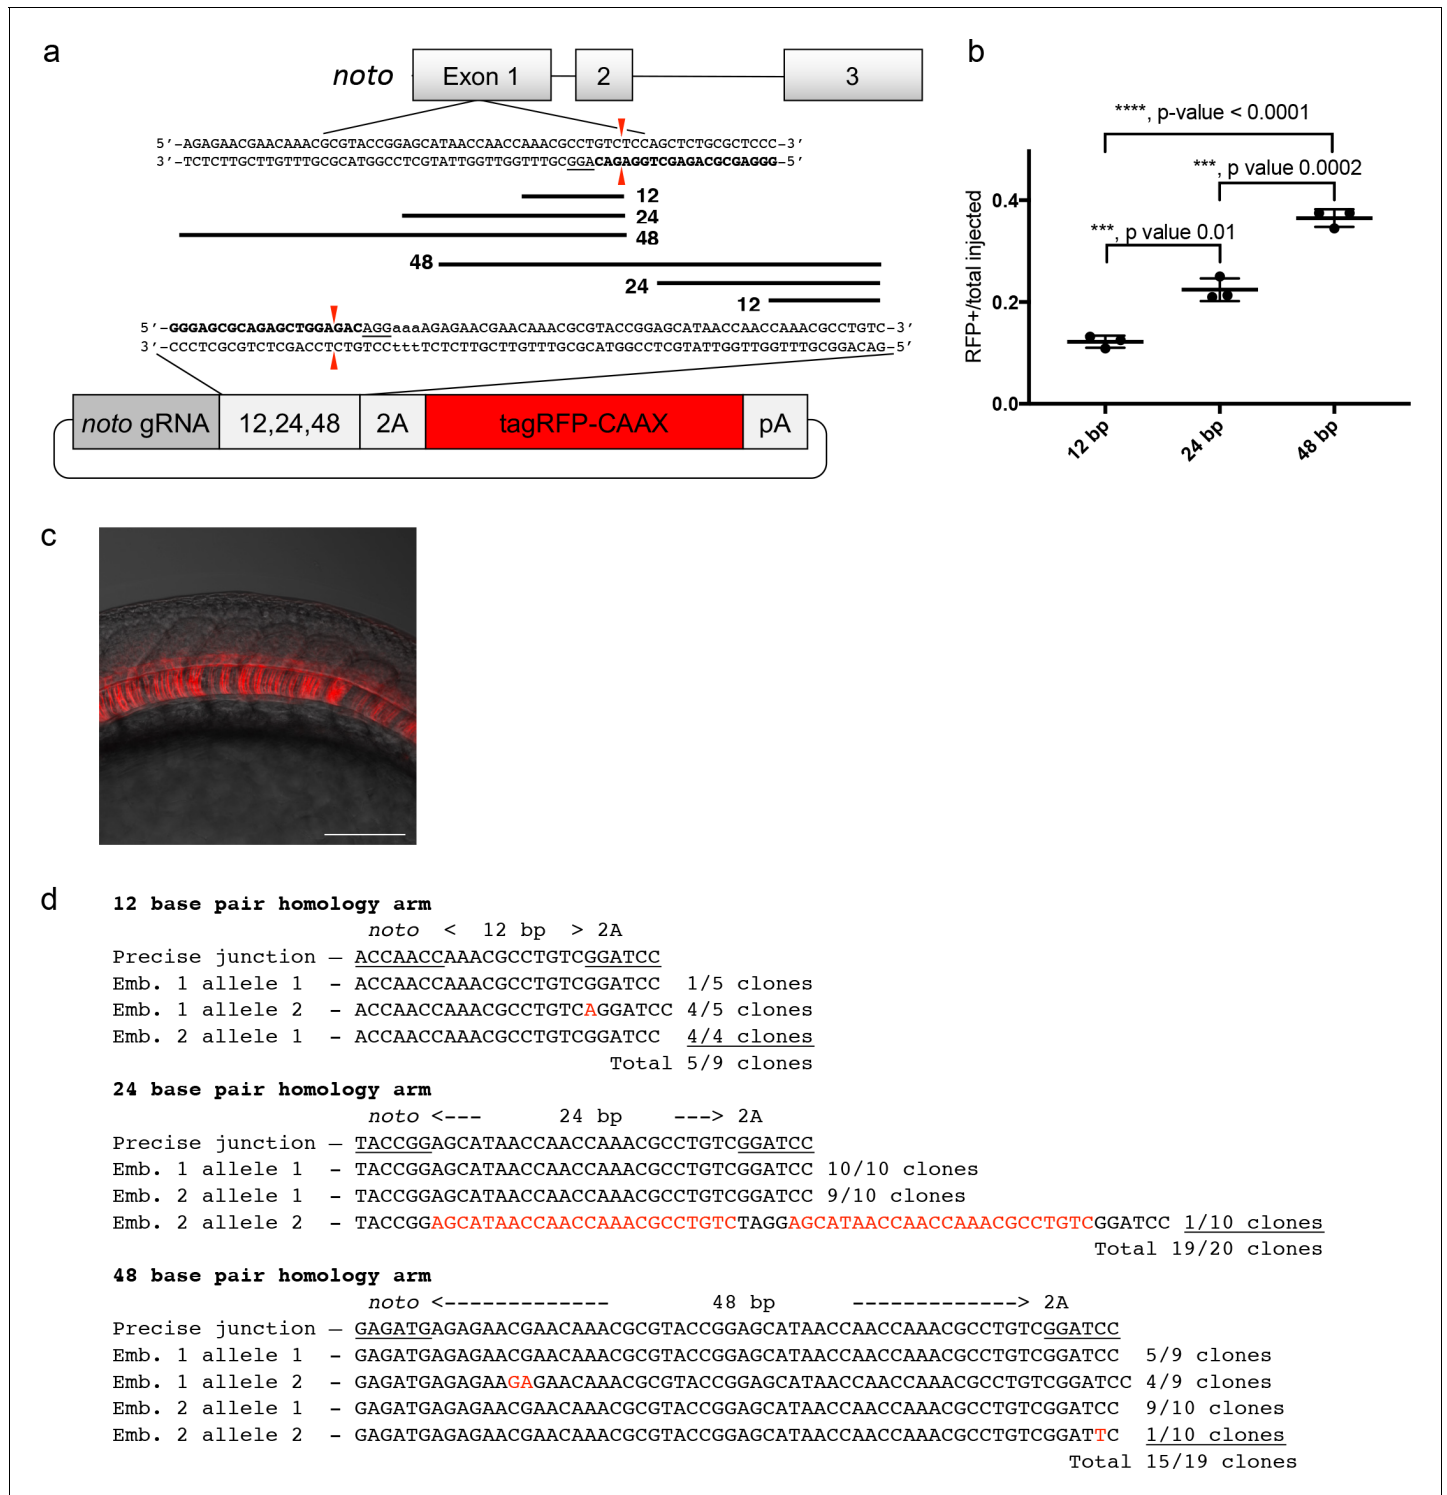 a
noto
Exon 1
2
3
5'-AGAGAACGAACAAACGCGTACCGGAGCATAACCAACCAAACGCCTGTCTCCAGCTCTGCGCTCCC-3'
3'-TCTCTTGCTTGTTTGCGCATGGCCTCGTATTGGTTGGTTTGCGGACAGAGGTCGAGACGCGAGGG-5'
12
24
48
48
24
12
5'-GGGAGCGCAGAGCTGGAGACAGGaaaAGAGAACGAACAAACGCGTACCGGAGCATAACCAACCAAACGCCTGTC-3'
3'-CCCTCGCGTCTCGACCTCTGTCCtttTCTCTTGCTTGTTTGCGCATGGCCTCGTATTGGTTGGTTTGCGGACAG-5'
noto gRNA
12,24,48
2A
tagRFP-CAAX
pA
b
****, p-value < 0.0001
***, p value 0.0002
***, p value 0.01
RFP+/total injected
0.4
0.2
0.0
12 bp
24 bp
48 bp
c
d
12 base pair homology arm
noto < 12 bp > 2A
Precise junction – ACCAACCAAACGCCTGTCGGATCC
Emb. 1 allele 1 - ACCAACCAAACGCCTGTCGGATCC 1/5 clones
Emb. 1 allele 2 - ACCAACCAAACGCCTGTCAGGATCC 4/5 clones
Emb. 2 allele 1 - ACCAACCAAACGCCTGTCGGATCC 4/4 clones
Total 5/9 clones
24 base pair homology arm
noto <--- 24 bp ---> 2A
Precise junction – TACCGGAGCATAACCAACCAAACGCCTGTCGGATCC
Emb. 1 allele 1 - TACCGGAGCATAACCAACCAAACGCCTGTCGGATCC 10/10 clones
Emb. 2 allele 1 - TACCGGAGCATAACCAACCAAACGCCTGTCGGATCC 9/10 clones
Emb. 2 allele 2 - TACCGGAGCATAACCAACCAAACGCCTGTCTAGGAGCATAACCAACCAAACGCCTGTCGGATCC 1/10 clones
Total 19/20 clones
48 base pair homology arm
noto <------------- 48 bp -------------> 2A
Precise junction – GAGATGAGAGAACGAACAAACGCGTACCGGAGCATAACCAACCAAACGCCTGTCGGATCC
Emb. 1 allele 1 - GAGATGAGAGAACGAACAAACGCGTACCGGAGCATAACCAACCAAACGCCTGTCGGATCC 5/9 clones
Emb. 1 allele 2 - GAGATGAGAGAAGAGAACAAACGCGTACCGGAGCATAACCAACCAAACGCCTGTCGGATCC 4/9 clones
Emb. 2 allele 1 - GAGATGAGAGAACGAACAAACGCGTACCGGAGCATAACCAACCAAACGCCTGTCGGATCC 9/10 clones
Emb. 2 allele 2 - GAGATGAGAGAACGAACAAACGCGTACCGGAGCATAACCAACCAAACGCCTGTCGGATTC 1/10 clones
Total 15/19 clones